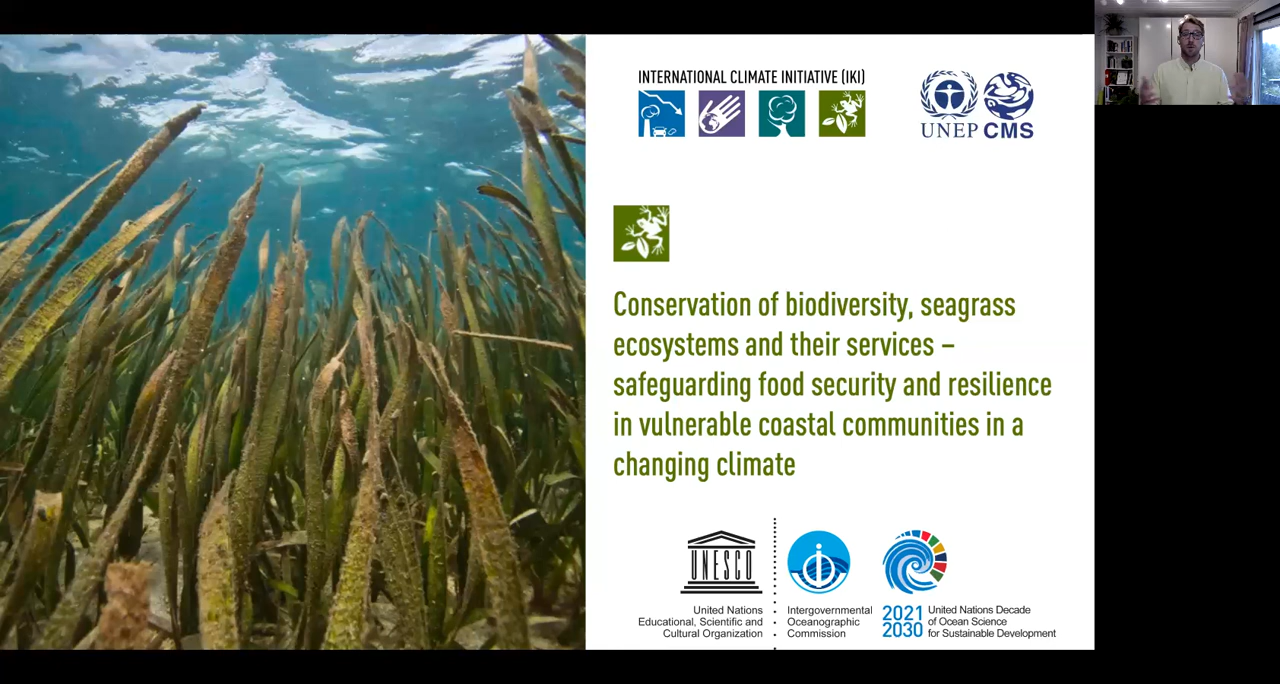 INTERNATIONAL CLIMATE INITIATIVE (IKI)
UNEP CMS
Conservation of biodiversity, seagrass
ecosystems and their services –
safeguarding food security and resilience
in vulnerable coastal communities in a
changing climate
UNESCO
United Nations
Educational, Scientific and
Cultural Organization
Intergovernmental
Oceanographic
Commission
2021
2030
United Nations Decade
of Ocean Science
for Sustainable Development